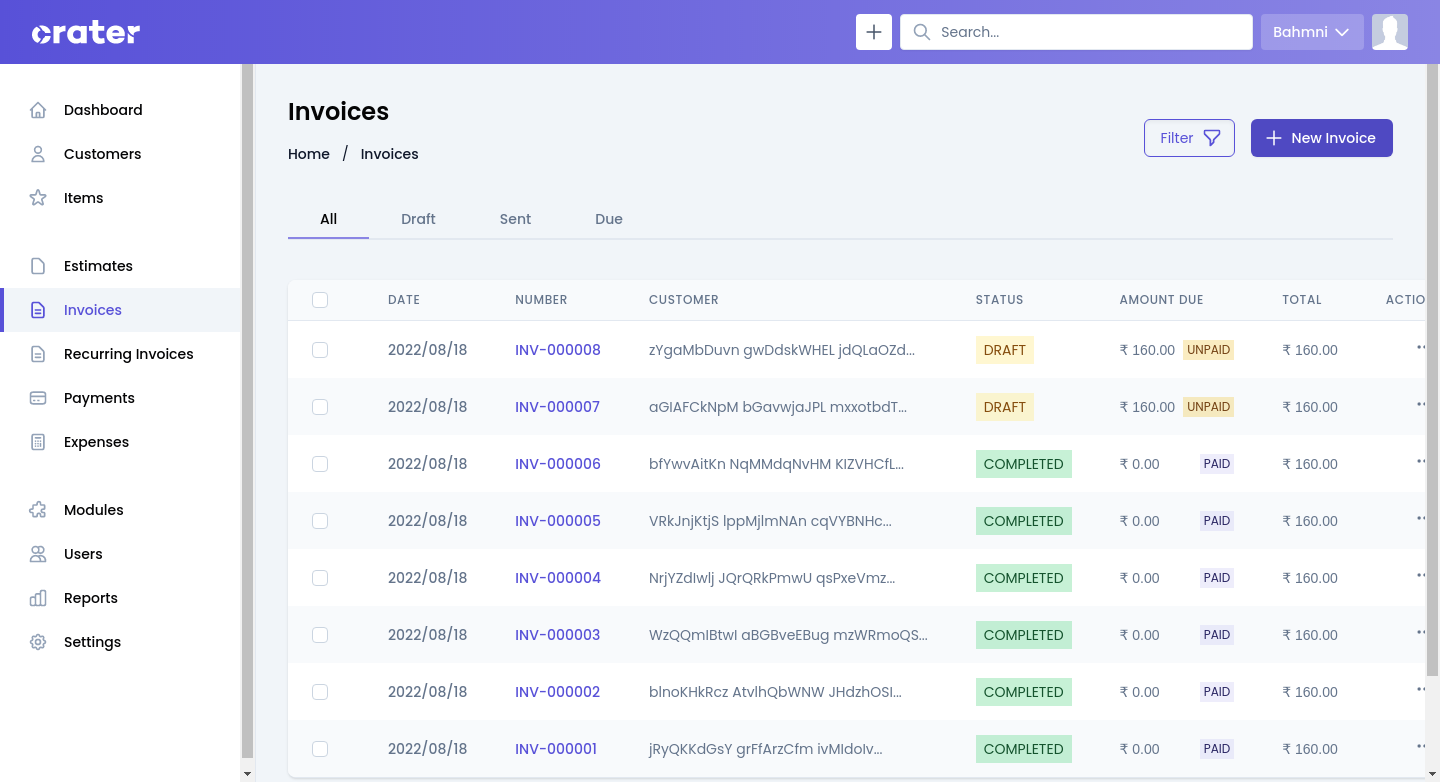 crater
Search...
Bahmni
Dashboard
Customers
Items
Estimates
Invoices
Recurring Invoices
Payments
Expenses
Modules
Users
Reports
Settings
Invoices
Home / Invoices
Filter
New Invoice
All Draft Sent Due
DATE NUMBER CUSTOMER STATUS AMOUNT DUE TOTAL ACTIO
2022/08/18 INV-000008 zYgaMbDuvn gwDdskWHEL jdQLaOZd... DRAFT ₹ 160.00 UNPAID ₹ 160.00
2022/08/18 INV-000007 aGIAFCkNpM bGavwjaJPL mxxotbdT... DRAFT ₹ 160.00 UNPAID ₹ 160.00
2022/08/18 INV-000006 bfYwvAitKn NqMMdqNvHM KIZVHCfL... COMPLETED ₹ 0.00 PAID ₹ 160.00
2022/08/18 INV-000005 VRkJnjKtjS lppMjlmNAn cqVYBNHc... COMPLETED ₹ 0.00 PAID ₹ 160.00
2022/08/18 INV-000004 NrjYZdIwlj JQrQRkPmwU qsPxeVmz... COMPLETED ₹ 0.00 PAID ₹ 160.00
2022/08/18 INV-000003 WzQQmIBtwI aBGBveEBug mzWRmoQS... COMPLETED ₹ 0.00 PAID ₹ 160.00
2022/08/18 INV-000002 blnoKHkRcz AtvlhQbWNW JHdzhOSI... COMPLETED ₹ 0.00 PAID ₹ 160.00
2022/08/18 INV-000001 jRyQKKdGsY grFfArzCfm ivMIdoIv... COMPLETED ₹ 0.00 PAID ₹ 160.00